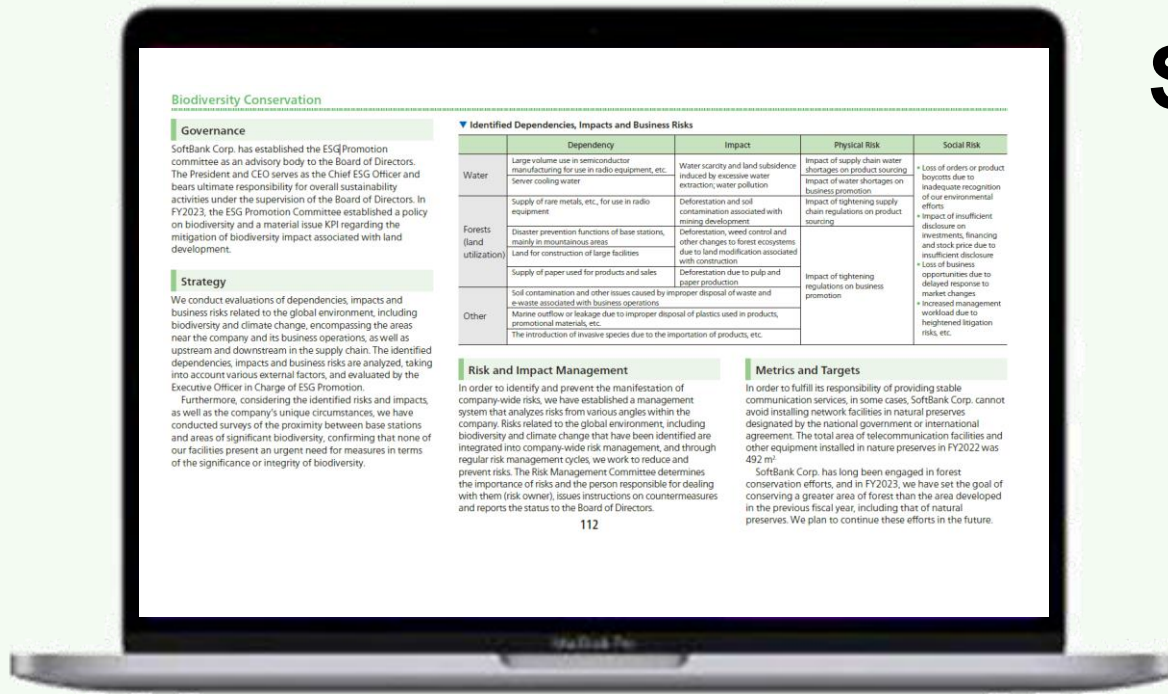 S
Biodiversity Conservation
Governance
SoftBank Corp. has established the ESG Promotion
committee as an advisory body to the Board of Directors.
The President and CEO serves as the Chief ESG Officer and
bears ultimate responsibility for overall sustainability
activities under the supervision of the Board of Directors. In
FY2023, the ESG Promotion Committee established a policy
on biodiversity and a material issue KPI regarding the
mitigation of biodiversity impact associated with land
development.
Strategy
We conduct evaluations of dependencies, impacts and
business risks related to the global environment, including
biodiversity and climate change, encompassing the areas
near the company and its business operations, as well as
upstream and downstream in the supply chain. The identified
dependencies, impacts and business risks are analyzed, taking
into account various external factors, and evaluated by the
Executive Officer in Charge of ESG Promotion.
Furthermore, considering the identified risks and impacts,
as well as the company's unique circumstances, we have
conducted surveys of the proximity between base stations
and areas of significant biodiversity, confirming that none of
our facilities present an urgent need for measures in terms
of the significance or integrity of biodiversity.
▼ Identified Dependencies, Impacts and Business Risks
Dependency Impact Physical Risk Social Risk
Water
Large volume use in semiconductor
manufacturing for use in radio equipment, etc.
Server cooling water
Water scarcity and land subsidence
induced by excessive water
extraction; water pollution
Impact of supply chain water
shortages on product sourcing
Impact of water shortages on
business promotion
Forests
(land
utilization)
Supply of rare metals, etc., for use in radio
equipment
Disaster prevention functions of base stations,
mainly in mountainous areas
Land for construction of large facilities
Supply of paper used for products and sales
Deforestation and soil
contamination associated with
mining development
Deforestation, weed control and
other changes to forest ecosystems
due to land modification associated
with construction
Deforestation due to pulp and
paper production
Impact of tightening supply
chain regulations on product
sourcing
Impact of tightening
regulations on business
promotion
Other
Soil contamination and other issues caused by improper disposal of waste and
e-waste associated with business operations
Marine outflow or leakage due to improper disposal of plastics used in products,
promotional materials, etc.
The introduction of invasive species due to the importation of products, etc.
• Loss of orders or product
boycotts due to
inadequate recognition
of our environmental
efforts
• Impact of insufficient
disclosure on
investments, financing
and stock price due to
insufficient disclosure
• Loss of business
opportunities due to
delayed response to
market changes
• Increased management
workload due to
heightened litigation
risks, etc.
Risk and Impact Management
In order to identify and prevent the manifestation of
company-wide risks, we have established a management
system that analyzes risks from various angles within the
company. Risks related to the global environment, including
biodiversity and climate change that have been identified are
integrated into company-wide risk management, and through
regular risk management cycles, we work to reduce and
prevent risks. The Risk Management Committee determines
the importance of risks and the person responsible for dealing
with them (risk owner), issues instructions on countermeasures
and reports the status to the Board of Directors.
Metrics and Targets
In order to fulfill its responsibility of providing stable
communication services, in some cases, SoftBank Corp. cannot
avoid installing network facilities in natural preserves
designated by the national government or international
agreement. The total area of telecommunication facilities and
other equipment installed in nature preserves in FY2022 was
492 m²
SoftBank Corp. has long been engaged in forest
conservation efforts, and in FY2023, we have set the goal of
conserving a greater area of forest than the area developed
in the previous fiscal year, including that of natural
preserves. We plan to continue these efforts in the future.
112
MacBook Pro